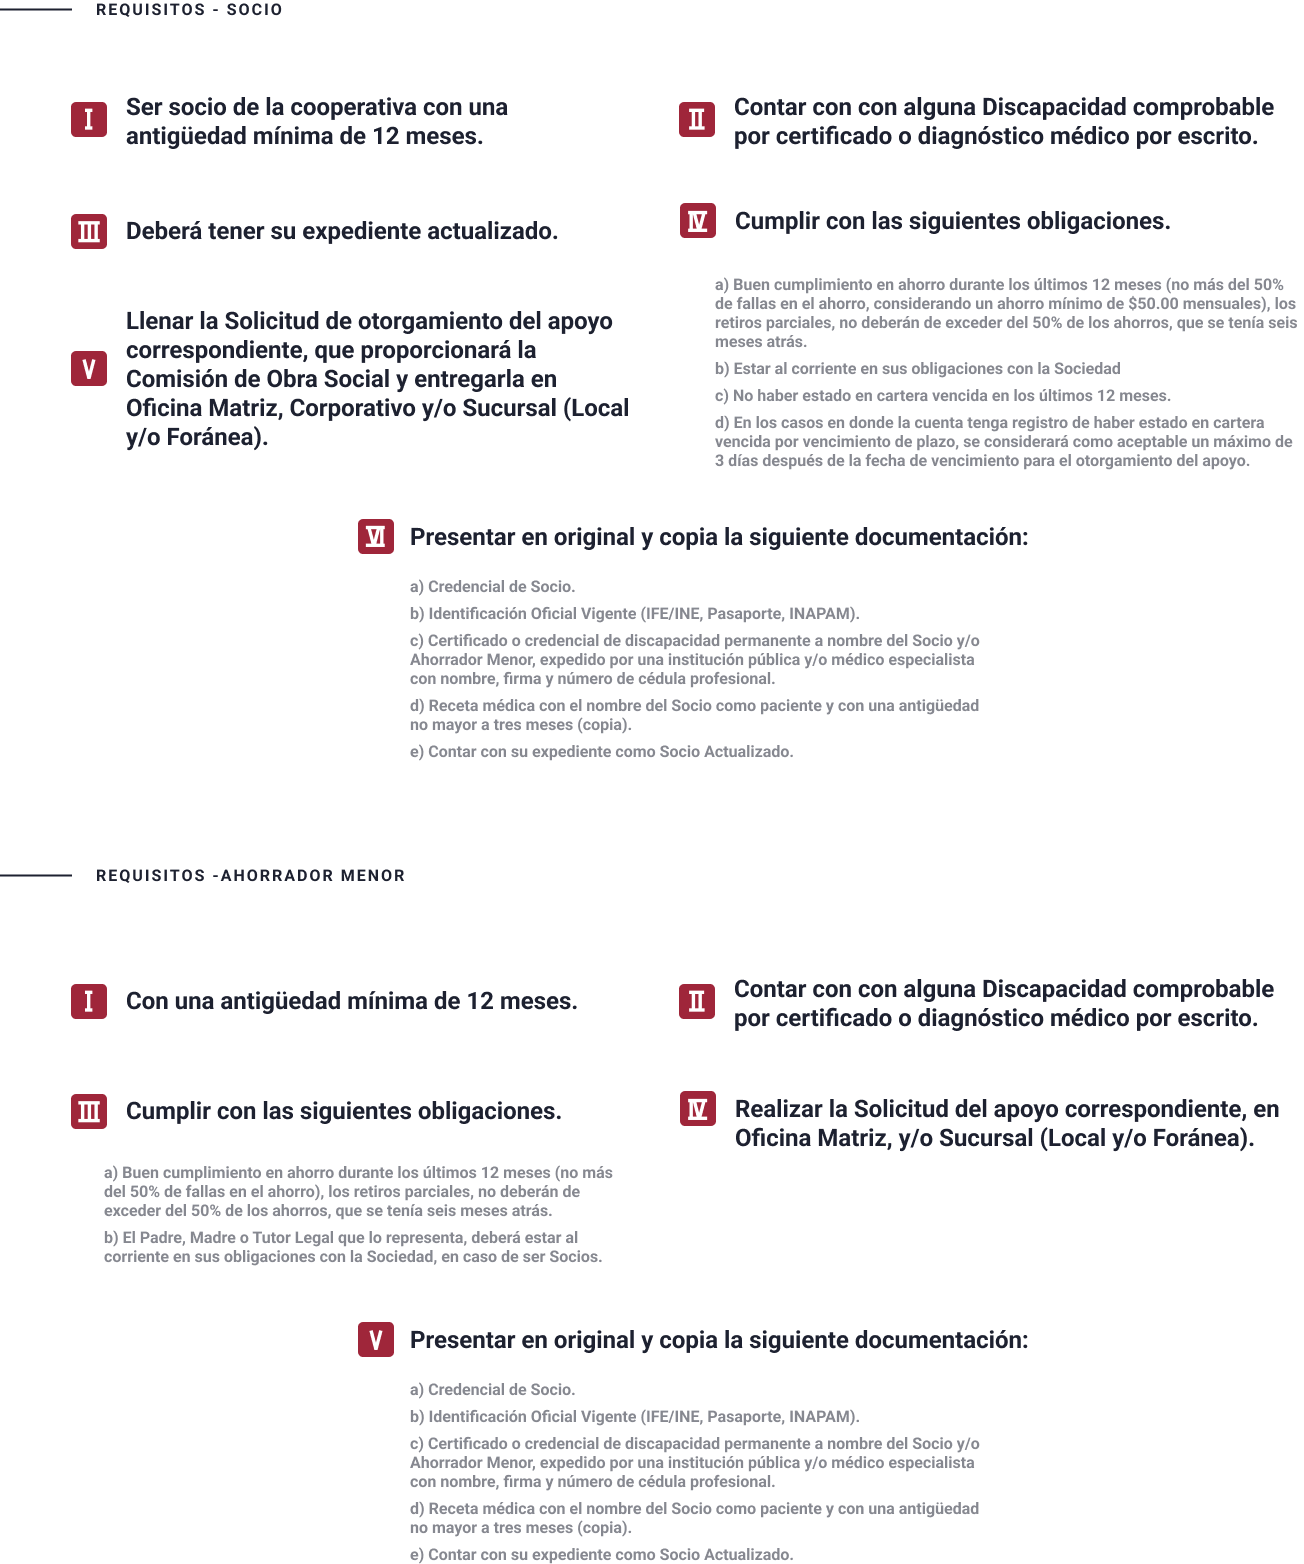 REQUISITOS - SOCIO
I
Ser socio de la cooperativa con una
antigüedad mínima de 12 meses.
II
Contar con con alguna Discapacidad comprobable
por certificado o diagnóstico médico por escrito.
III
Deberá tener su expediente actualizado.
IV
Cumplir con las siguientes obligaciones.
a) Buen cumplimiento en ahorro durante los últimos 12 meses (no más del 50%
de fallas en el ahorro, considerando un ahorro mínimo de $50.00 mensuales), los
retiros parciales, no deberán de exceder del 50% de los ahorros, que se tenía seis
meses atrás.
b) Estar al corriente en sus obligaciones con la Sociedad
c) No haber estado en cartera vencida en los últimos 12 meses.
d) En los casos en donde la cuenta tenga registro de haber estado en cartera
vencida por vencimiento de plazo, se considerará como aceptable un máximo de
3 días después de la fecha de vencimiento para el otorgamiento del apoyo.
V
Llenar la Solicitud de otorgamiento del apoyo
correspondiente, que proporcionará la
Comisión de Obra Social y entregarla en
Oficina Matriz, Corporativo y/o Sucursal (Local
y/o Foránea).
VI
Presentar en original y copia la siguiente documentación:
a) Credencial de Socio.
b) Identificación Oficial Vigente (IFE/INE, Pasaporte, INAPAM).
c) Certificado o credencial de discapacidad permanente a nombre del Socio y/o
Ahorrador Menor, expedido por una institución pública y/o médico especialista
con nombre, firma y número de cédula profesional.
d) Receta médica con el nombre del Socio como paciente y con una antigüedad
no mayor a tres meses (copia).
e) Contar con su expediente como Socio Actualizado.
REQUISITOS -AHORRADOR MENOR
I
Con una antigüedad mínima de 12 meses.
II
Contar con con alguna Discapacidad comprobable
por certificado o diagnóstico médico por escrito.
III
Cumplir con las siguientes obligaciones.
a) Buen cumplimiento en ahorro durante los últimos 12 meses (no más
del 50% de fallas en el ahorro), los retiros parciales, no deberán de
exceder del 50% de los ahorros, que se tenía seis meses atrás.
b) El Padre, Madre o Tutor Legal que lo representa, deberá estar al
corriente en sus obligaciones con la Sociedad, en caso de ser Socios.
IV
Realizar la Solicitud del apoyo correspondiente, en
Oficina Matriz, y/o Sucursal (Local y/o Foránea).
V
Presentar en original y copia la siguiente documentación:
a) Credencial de Socio.
b) Identificación Oficial Vigente (IFE/INE, Pasaporte, INAPAM).
c) Certificado o credencial de discapacidad permanente a nombre del Socio y/o
Ahorrador Menor, expedido por una institución pública y/o médico especialista
con nombre, firma y número de cédula profesional.
d) Receta médica con el nombre del Socio como paciente y con una antigüedad
no mayor a tres meses (copia).
e) Contar con su expediente como Socio Actualizado.